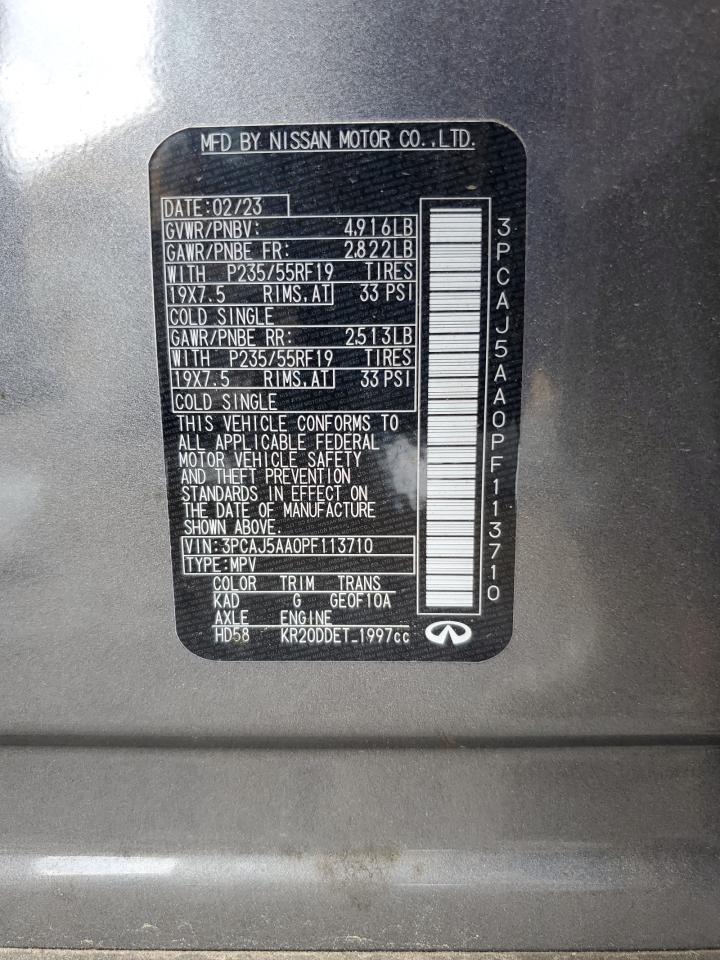 MFD BY NISSAN MOTOR CO.,LTD.
DATE:02/23
GVWR/PNBV: 4,916LB
GAWR/PNBE FR: 2,822LB
WITH P235/55RF19 TIRES
19X7.5 RIMS,AT 33 PSI
COLD SINGLE
GAWR/PNBE RR: 2,513LB
WITH P235/55RF19 TIRES
19X7.5 RIMS,AT 33 PSI
COLD SINGLE
THIS VEHICLE CONFORMS TO
ALL APPLICABLE FEDERAL
MOTOR VEHICLE SAFETY
AND THEFT PREVENTION
STANDARDS IN EFFECT ON
THE DATE OF MANUFACTURE
SHOWN ABOVE.
VIN:3PCAJ5AA0PF113710
TYPE:MPV
COLOR TRIM TRANS
KAD G GE0F10A
AXLE ENGINE
HD58 KR20DDET_1997cc
3PCAJ5AA0PF113710